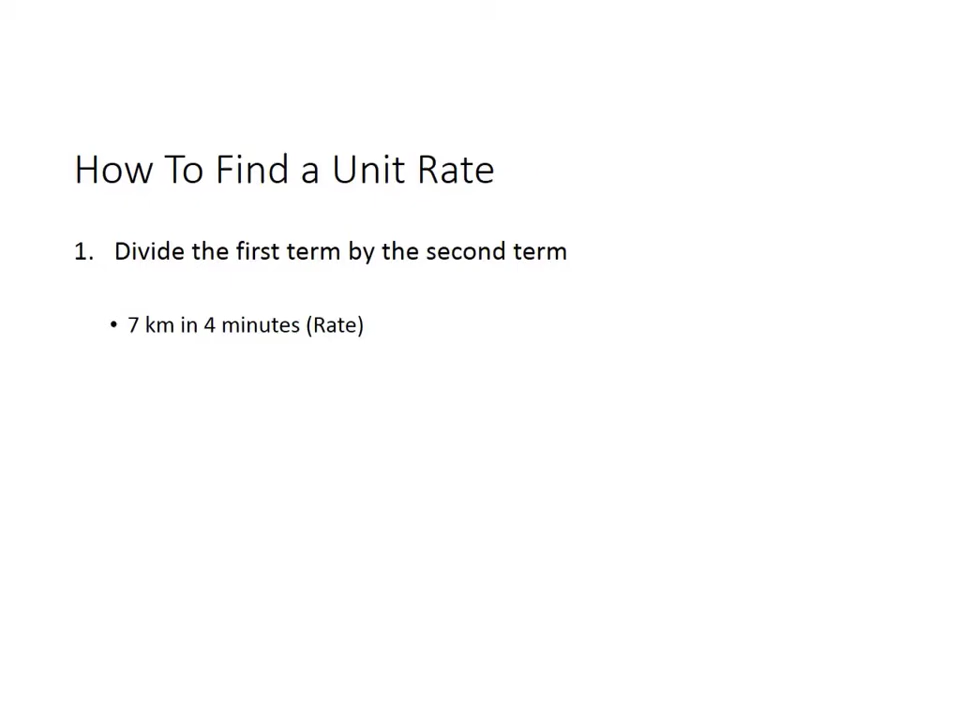 How To Find a Unit Rate
1. Divide the first term by the second term
• 7 km in 4 minutes (Rate)